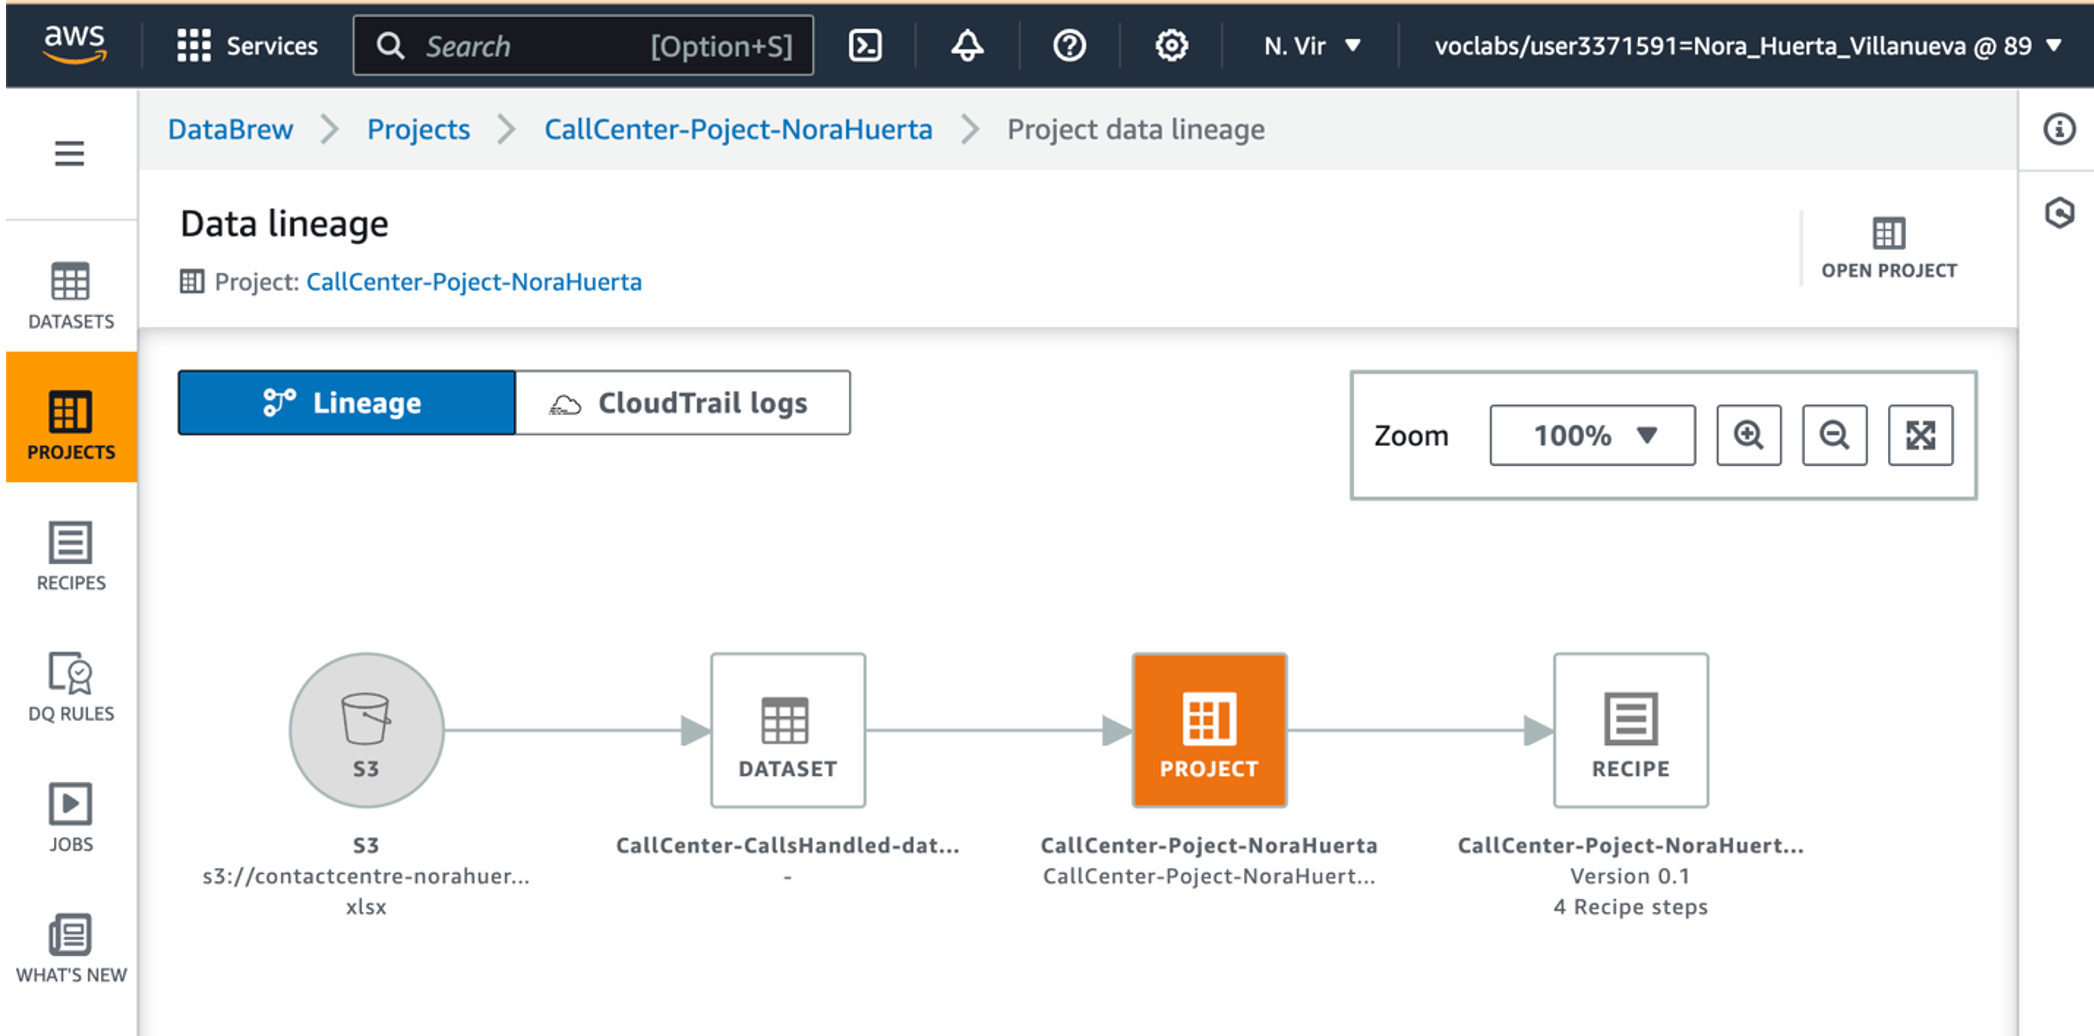 aws
Services
Search [Option+S]
N. Vir
voclabs/user3371591=Nora_Huerta_Villanueva @ 89
DataBrew > Projects > CallCenter-Poject-NoraHuerta > Project data lineage
Data lineage
Project: CallCenter-Poject-NoraHuerta
OPEN PROJECT
DATASETS
PROJECTS
RECIPES
DQ RULES
JOBS
WHAT'S NEW
Lineage
CloudTrail logs
Zoom 100%
S3
DATASET
PROJECT
RECIPE
S3
s3://contactcentre-norahuer...
xlsx
CallCenter-CallsHandled-dat...
-
CallCenter-Poject-NoraHuerta
CallCenter-Poject-NoraHuert...
CallCenter-Poject-NoraHuert...
Version 0.1
4 Recipe steps